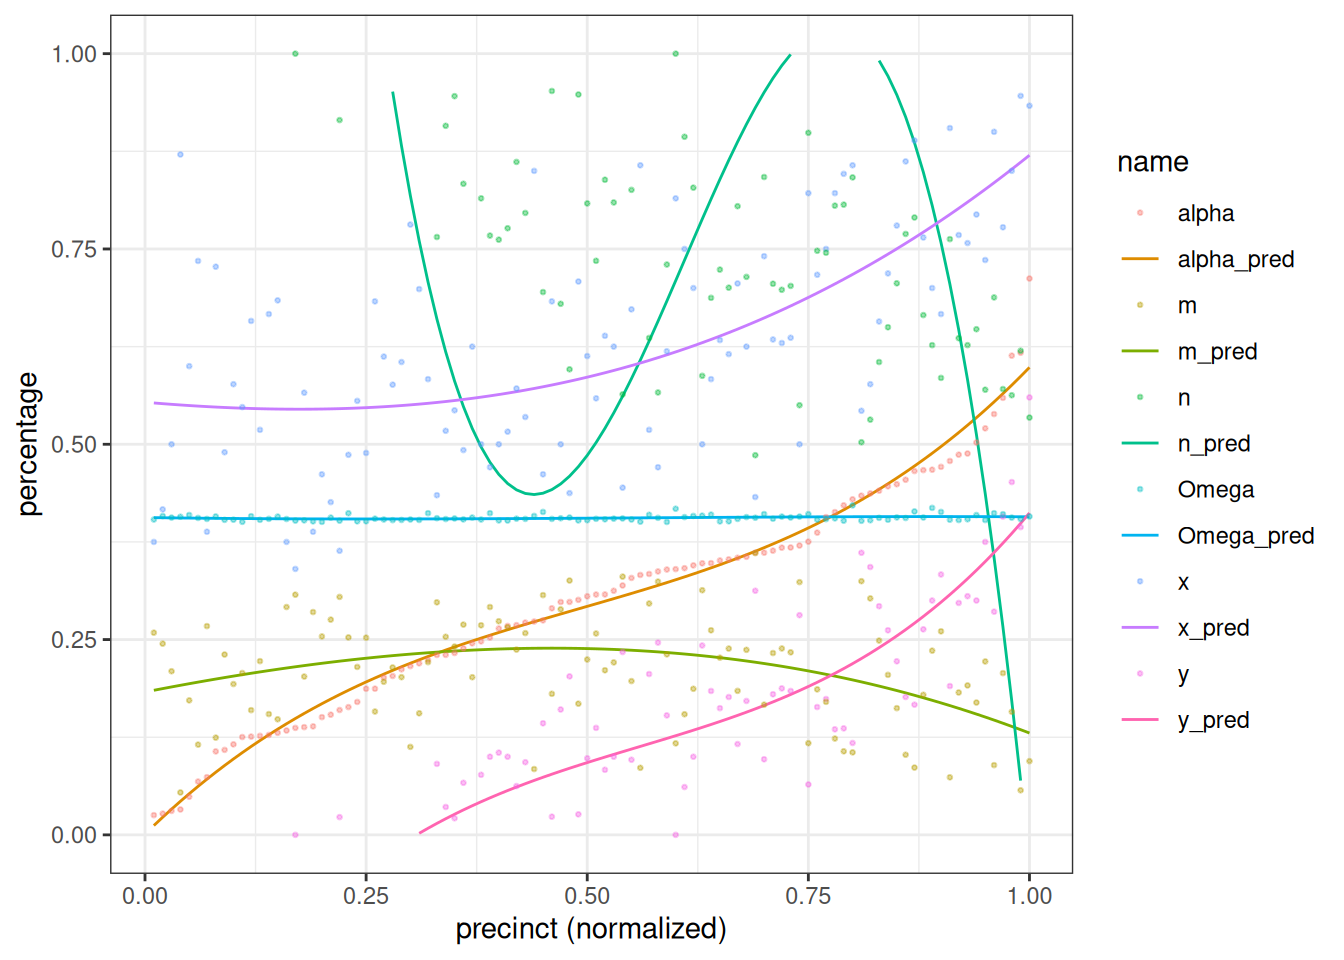 1.00
0.75
0.50
0.25
0.00
percentage
0.00 0.25 0.50 0.75 1.00
precinct (normalized)
name
alpha
alpha_pred
m
m_pred
n
n_pred
Omega
Omega_pred
x
x_pred
y
y_pred